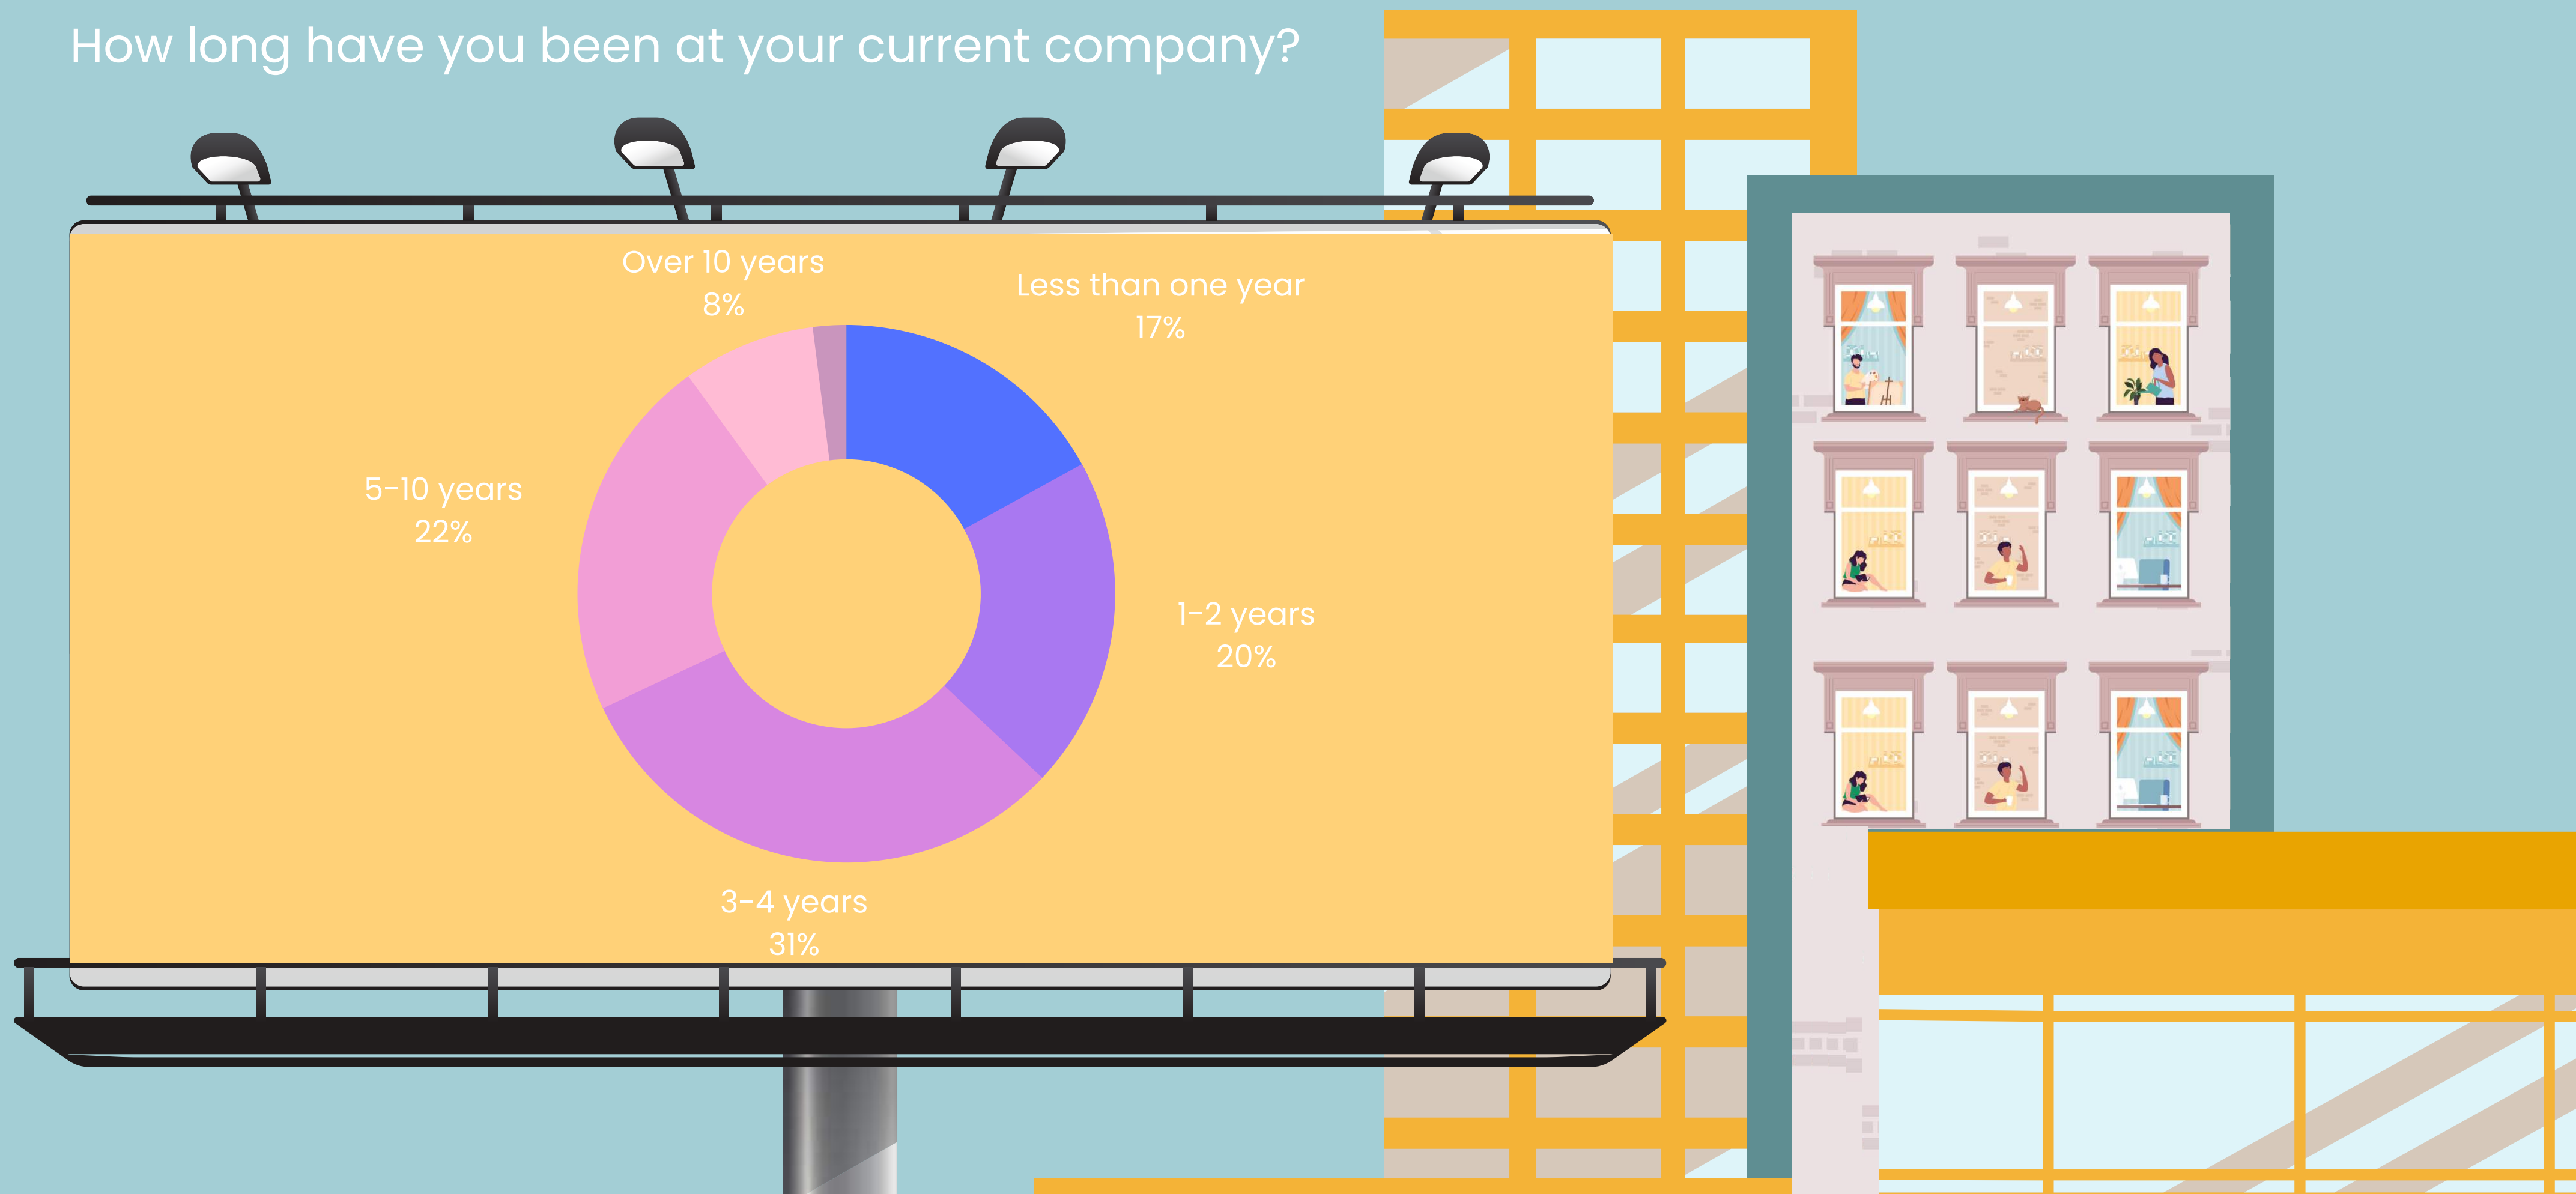 How long have you been at your current company?
Over 10 years
8%
Less than one year
17%
5-10 years
22%
1-2 years
20%
3-4 years
31%